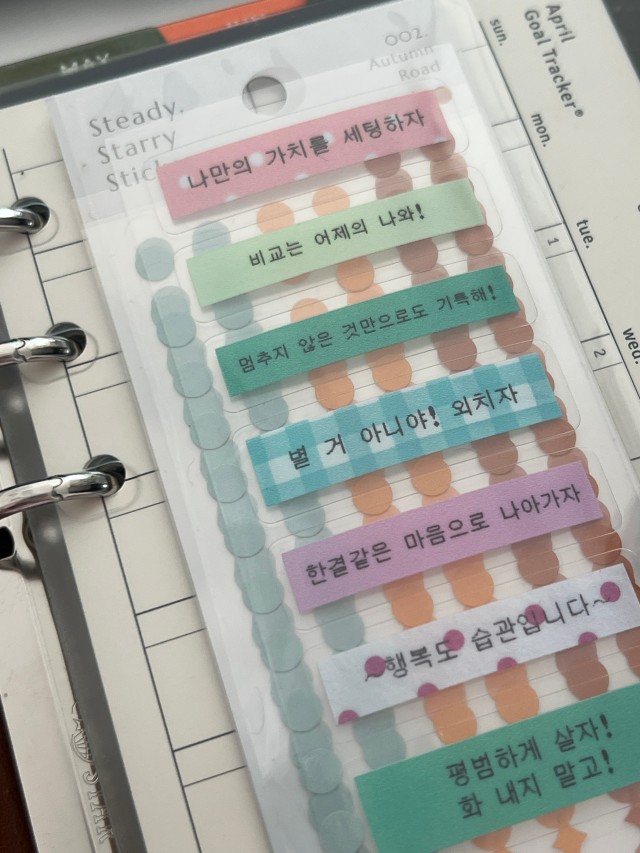 MAY
Steady.
Starry
002.
Autumn
Road
April
Goal Tracker®
sun.
mon.
tue.
wed.
1
2
나만의 가치를 세팅하자
비교는 어제의 나와!
멈추지 않은 것만으로도 기특해!
별 거 아니야! 외치자
한결같은 마음으로 나아가자
~행복도 습관입니다~
평범하게 살자!
화 내지 말고!